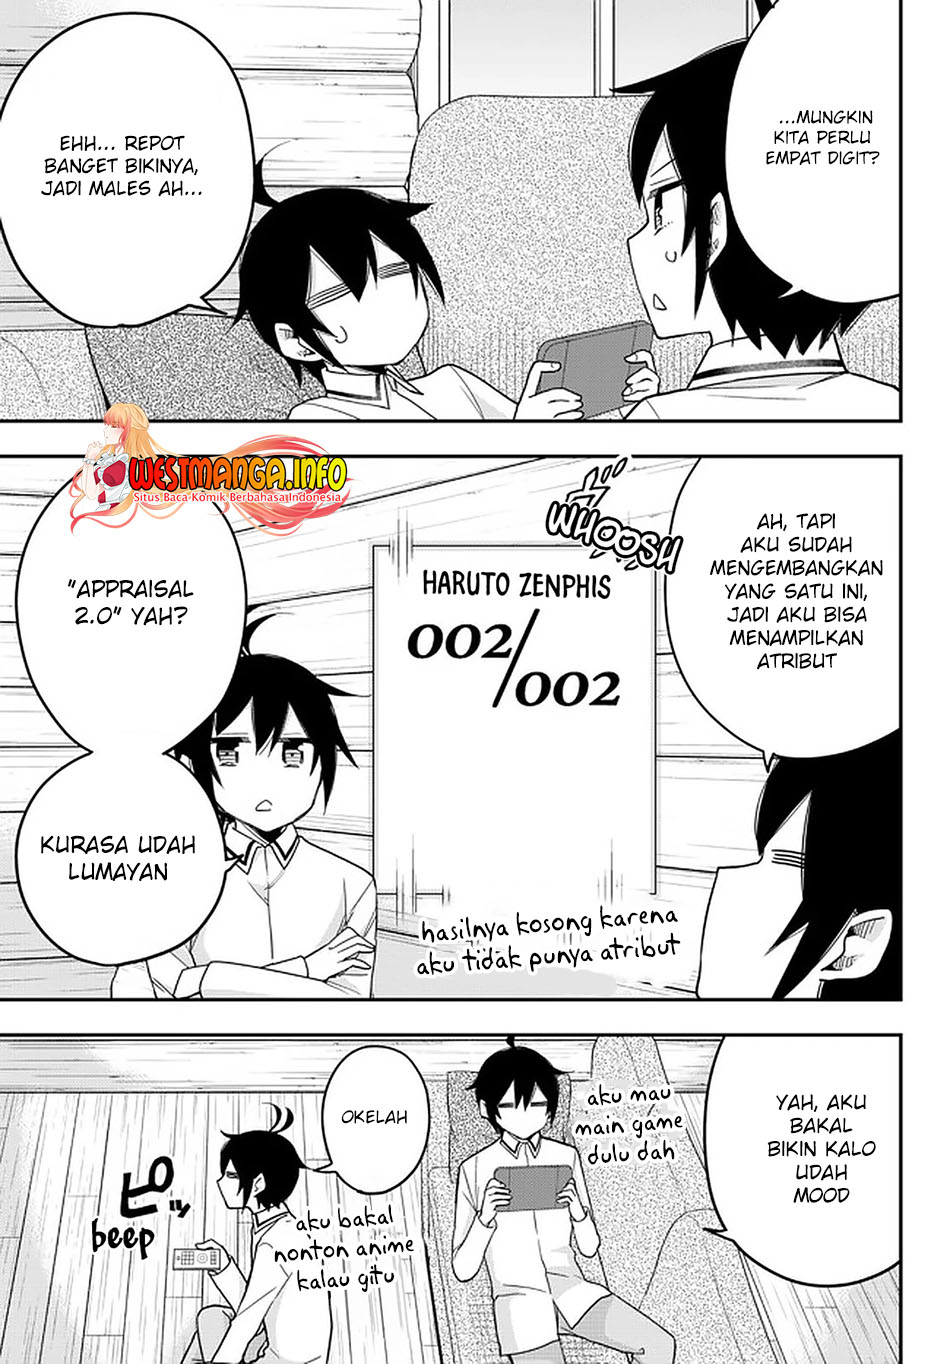 ...MUNGKIN
KITA PERLU
EMPAT DIGIT?
EHH... REPOT
BANGET BIKINYA,
JADI MALES AH...
WESTMANGA.INFO
Situs Baca Komik Berbahasa Indonesia
AH, TAPI
AKU SUDAH
MENGEMBANGKAN
YANG SATU INI,
JADI AKU BISA
MENAMPILKAN
ATRIBUT
WHOOSH
HARUTO ZENPHIS
002/002
"APPRAISAL
2.0" YAH?
KURASA UDAH
LUMAYAN
hasilnya kosong karena
aku tidak punya atribut
YAH, AKU
BAKAL
BIKIN KALO
UDAH
MOOD
aku mau
main game
dulu dah
OKELAH
aku bakal
nonton anime
kalau gitu
ピッ
beep